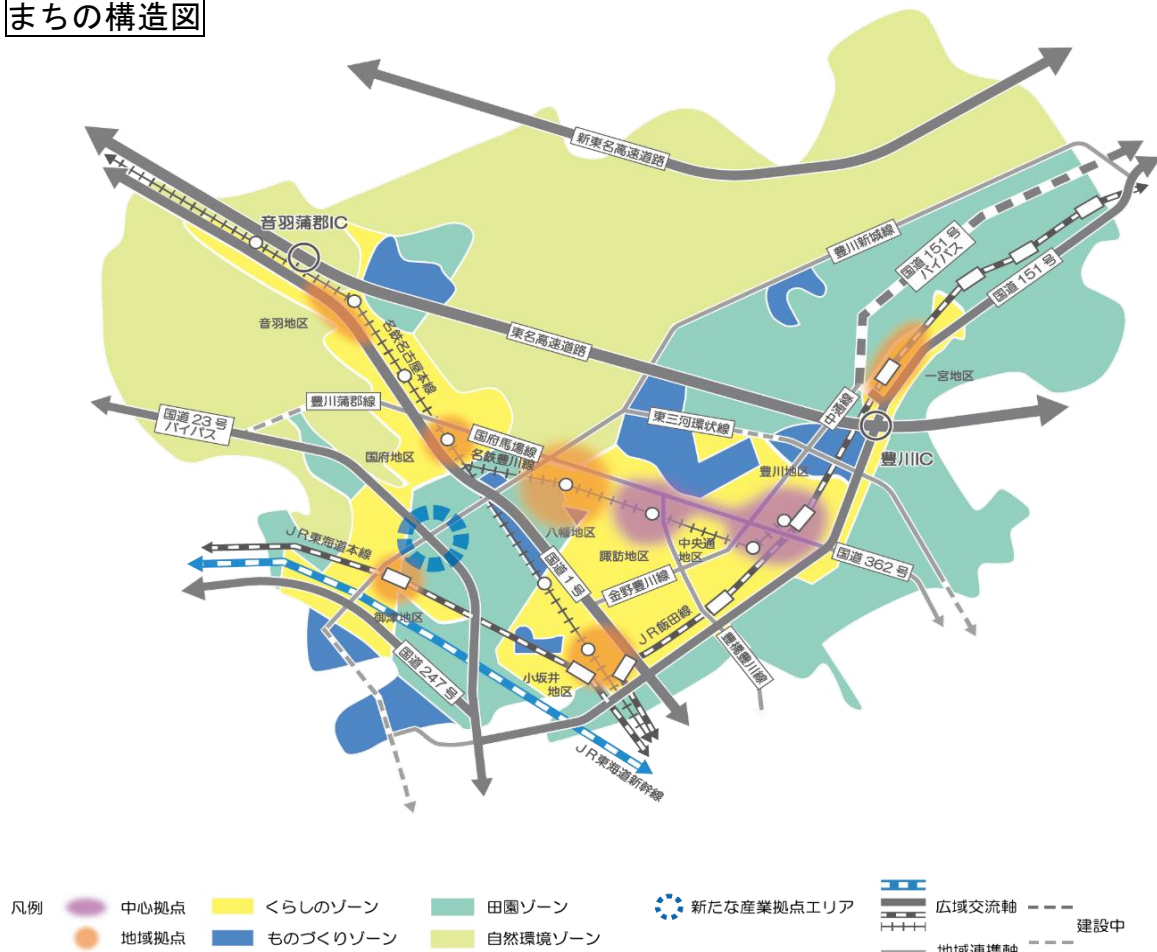 まちの構造図
新東名高速道路
音羽蒲郡IC
豊川新城線
国道151号
バイパス
国道151号
音羽地区
名鉄名古屋本線
東名高速道路
一宮地区
豊川蒲郡線
国道23号
バイパス
中通線
東三河環状線
国府馬場線
名鉄豊川線
国府地区
豊川地区
豊川IC
八幡地区
諏訪地区
中央通
地区
JR東海道本線
国道1号
国道362号
金野豊川線
御津地区
JR飯田線
豊橋豊川線
国道247号
小坂井
地区
JR東海道新幹線
凡例
中心拠点
くらしのゾーン
田園ゾーン
新たな産業拠点エリア
広域交流軸
建設中
地域拠点
ものづくりゾーン
自然環境ゾーン
地域連携軸